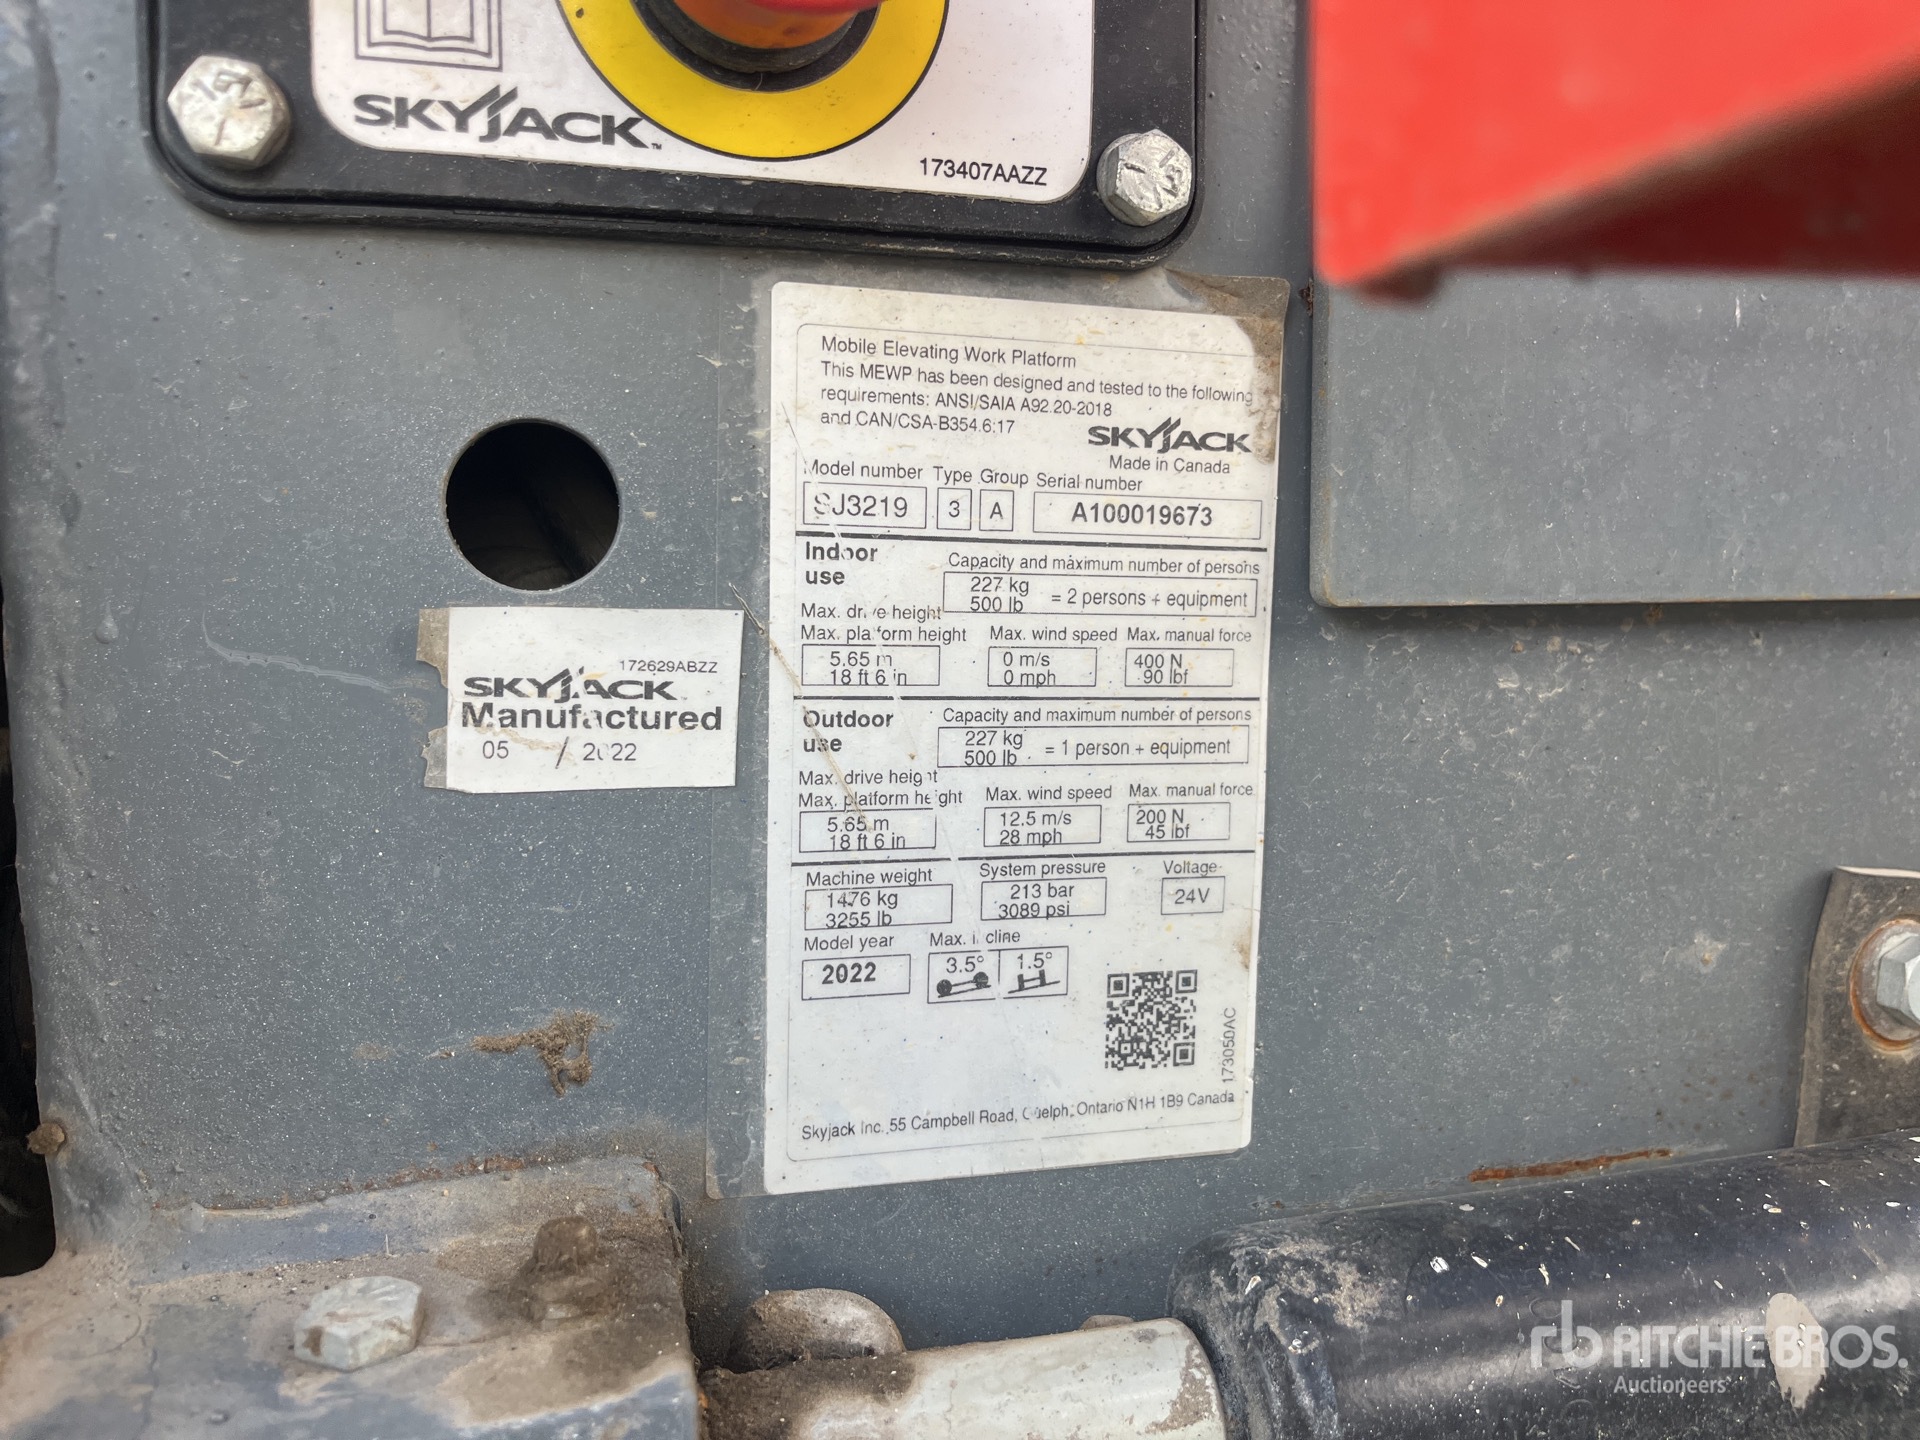 SKYJACK™
173407AAZZ
Mobile Elevating Work Platform
This MEWP has been designed and tested to the following
requirements: ANSI/SAIA A92.20-2018
and CAN/CSA-B354.6:17
SKYJACK
Made in Canada
Model number Type Group Serial number
SJ3219 3 A A100019673
Indoor use
Capacity and maximum number of persons
227 kg
500 lb = 2 persons + equipment
Max. drive height
Max. platform height Max. wind speed Max. manual force
5.65 m 0 m/s 400 N
18 ft 6 in 0 mph 90 lbf
Outdoor use
Capacity and maximum number of persons
227 kg
500 lb = 1 person + equipment
Max. drive height
Max. platform height Max. wind speed Max. manual force
5.65 m 12.5 m/s 200 N
18 ft 6 in 28 mph 45 lbf
Machine weight System pressure Voltage
1476 kg 213 bar 24V
3255 lb 3089 psi
Model year Max. incline
2022 3.5° 1.5°
173050AC
Skyjack Inc. 55 Campbell Road, Guelph, Ontario N1H 1B9 Canada
172629ABZZ
SKYJACK
Manufactured
05 / 2022
rb RITCHIE BROS.
Auctioneers